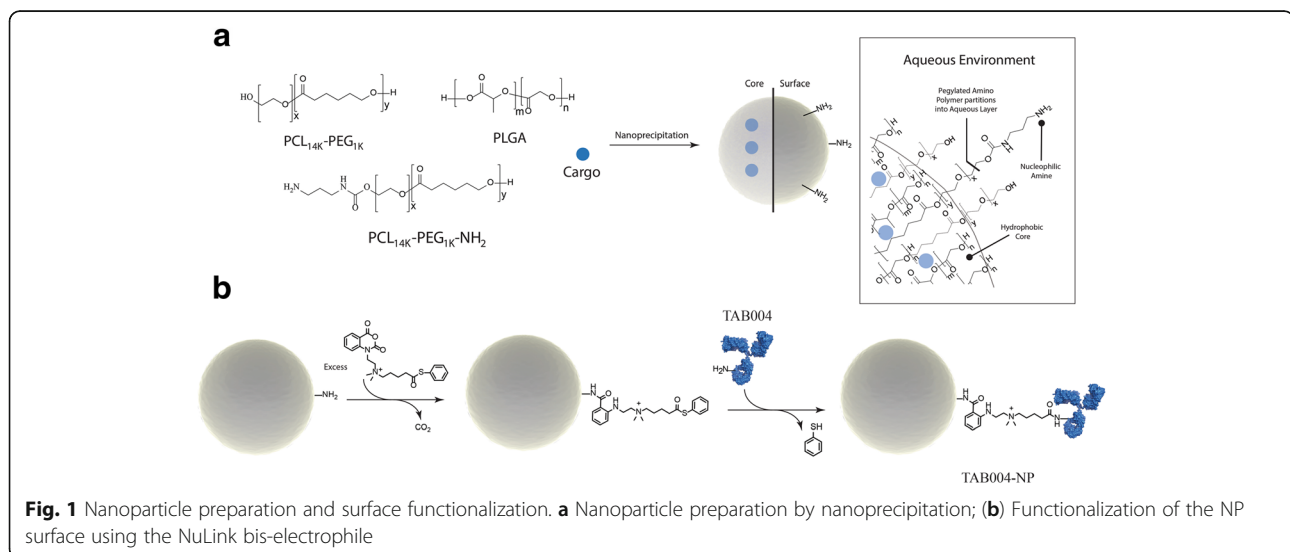 a
PCL14K-PEG1K
PLGA
PCL14K-PEG1K-NH2
Cargo
Nanoprecipitation
Core
Surface
NH2
NH2
NH2
Aqueous Environment
Pegylated Amino
Polymer partitions
into Aqueous Layer
Nucleophilic
Amine
Hydrophobic
Core
b
Excess
NH2
CO2
TAB004
H2N
SH
TAB004-NP
Fig. 1 Nanoparticle preparation and surface functionalization. a Nanoparticle preparation by nanoprecipitation; (b) Functionalization of the NP
surface using the NuLink bis-electrophile